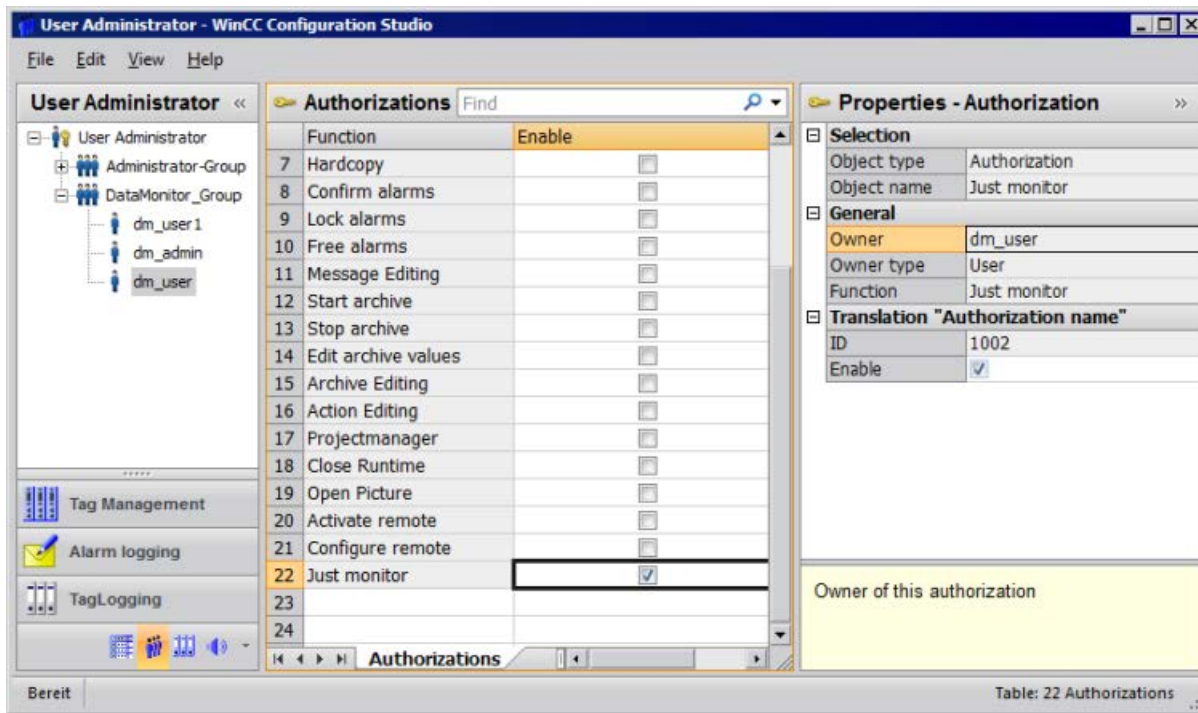 User Administrator - WinCC Configuration Studio
File Edit View Help
User Administrator «
User Administrator
Administrator-Group
DataMonitor_Group
dm_user1
dm_admin
dm_user
Tag Management
Alarm logging
TagLogging
Authorizations Find
Function Enable
7 Hardcopy
8 Confirm alarms
9 Lock alarms
10 Free alarms
11 Message Editing
12 Start archive
13 Stop archive
14 Edit archive values
15 Archive Editing
16 Action Editing
17 Projectmanager
18 Close Runtime
19 Open Picture
20 Activate remote
21 Configure remote
22 Just monitor
23
24
Authorizations
Properties - Authorization »
Selection
Object type Authorization
Object name Just monitor
General
Owner dm_user
Owner type User
Function Just monitor
Translation "Authorization name"
ID 1002
Enable
Owner of this authorization
Bereit
Table: 22 Authorizations